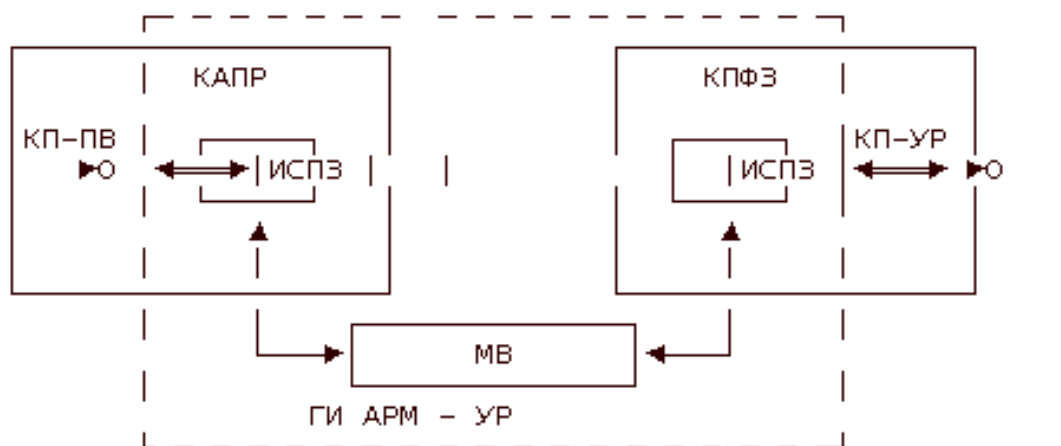 КАПР КПФЗ
КП-ПВ КП-УР
ИСПЗ ИСПЗ
МВ
ГИ АРМ - УР